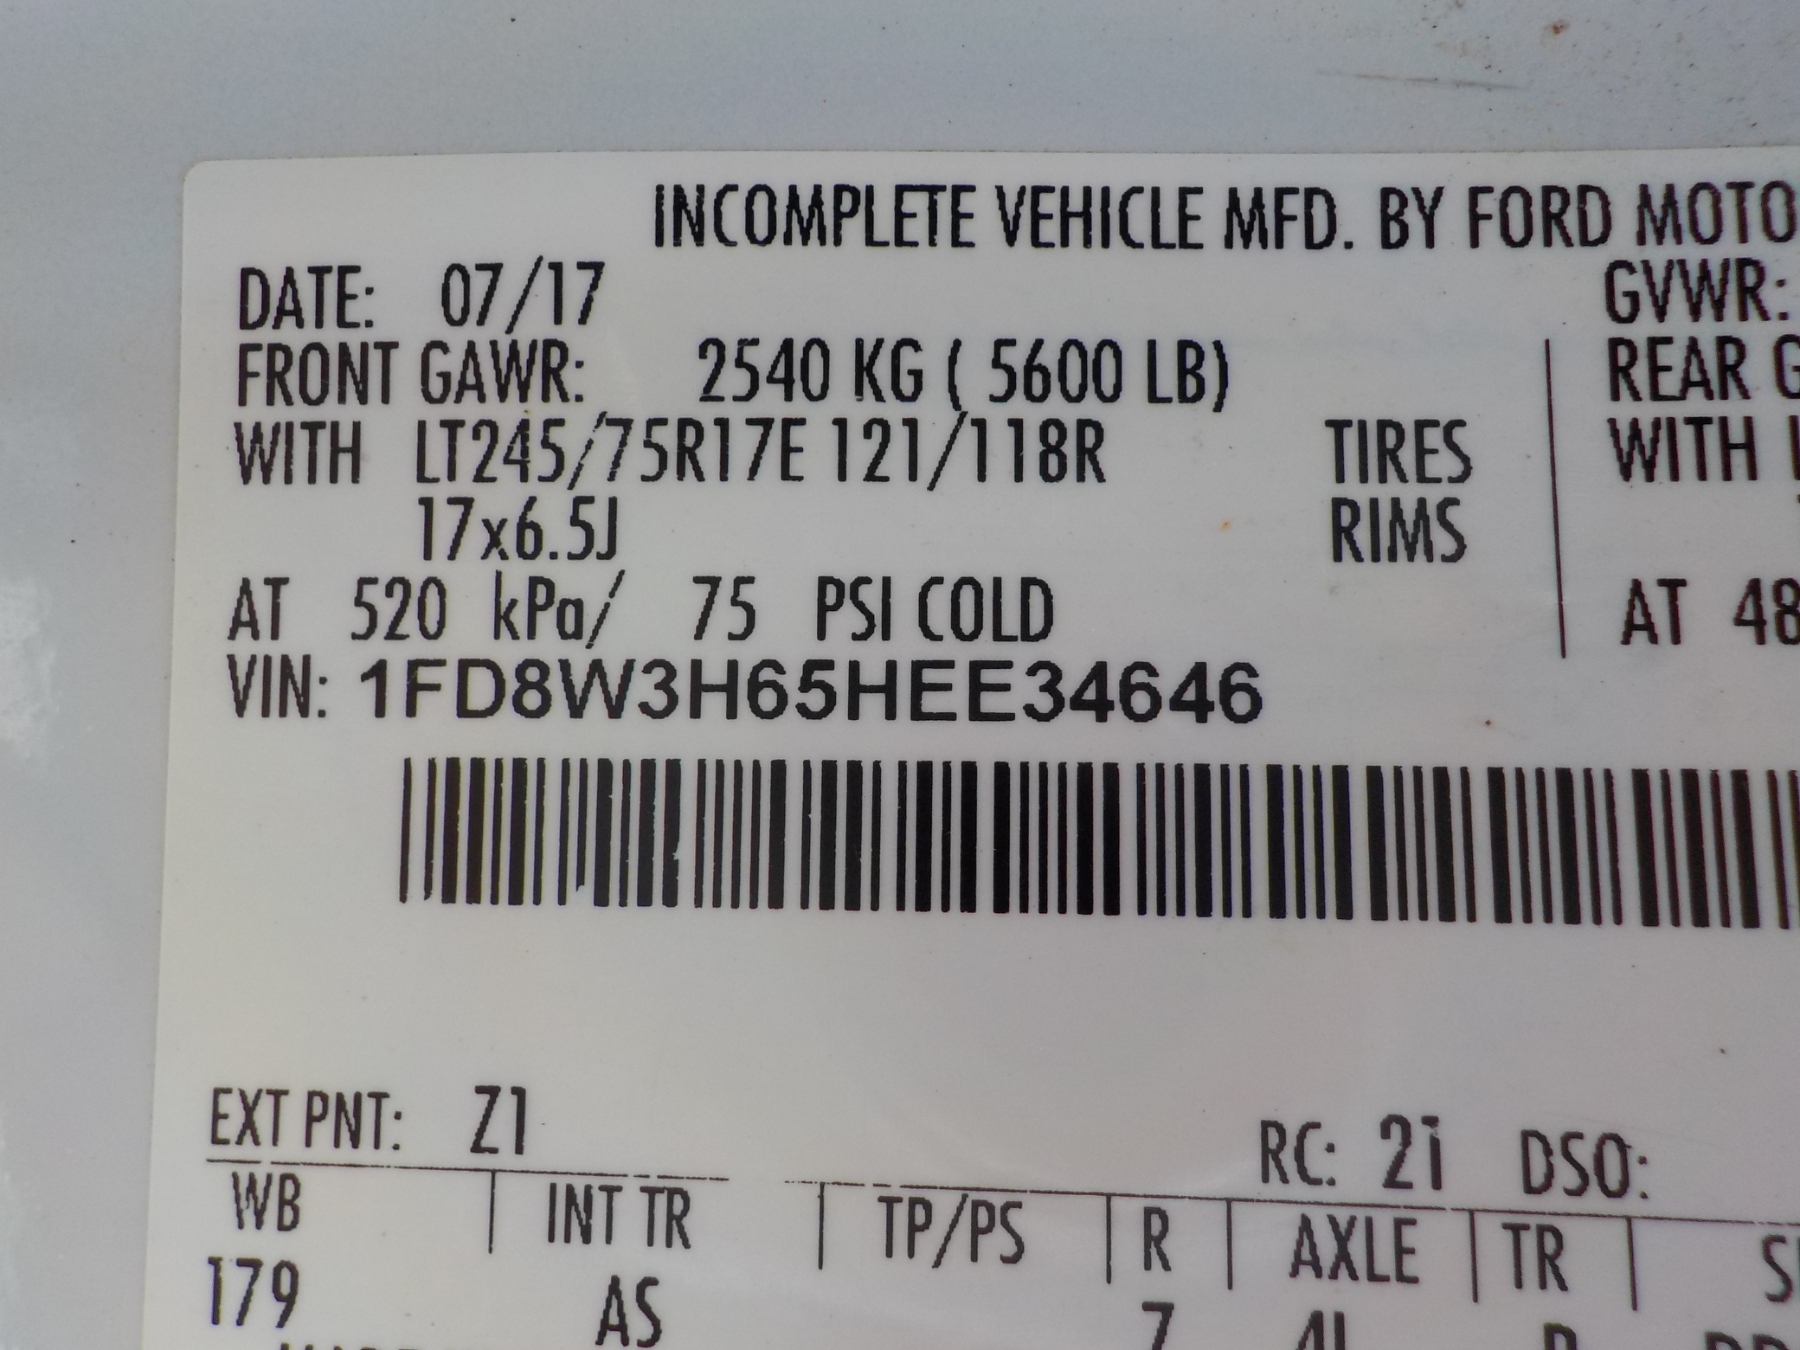 INCOMPLETE VEHICLE MFD. BY FORD MOTO
DATE: 07/17 GVWR:
FRONT GAWR: 2540 KG ( 5600 LB) REAR G
WITH LT245/75R17E 121/118R TIRES WITH
17x6.5J RIMS
AT 520 kPa/ 75 PSI COLD AT 48
VIN: 1FD8W3H65HEE34646
EXT PNT: Z1 RC: 21 DSO:
WB INT TR TP/PS R AXLE TR
179 AS